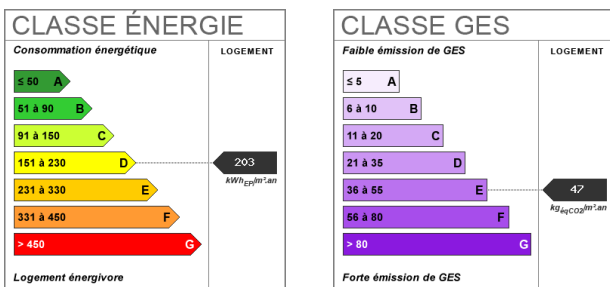 CLASSE ÉNERGIE
Consommation énergétique
LOGEMENT
≤ 50 A
51 à 90 B
91 à 150 C
151 à 230 D
203
kWhEP/m².an
231 à 330 E
331 à 450 F
> 450 G
Logement énergivore
CLASSE GES
Faible émission de GES
LOGEMENT
≤ 5 A
6 à 10 B
11 à 20 C
21 à 35 D
36 à 55 E
47
kgéqCO2/m².an
56 à 80 F
> 80 G
Forte émission de GES